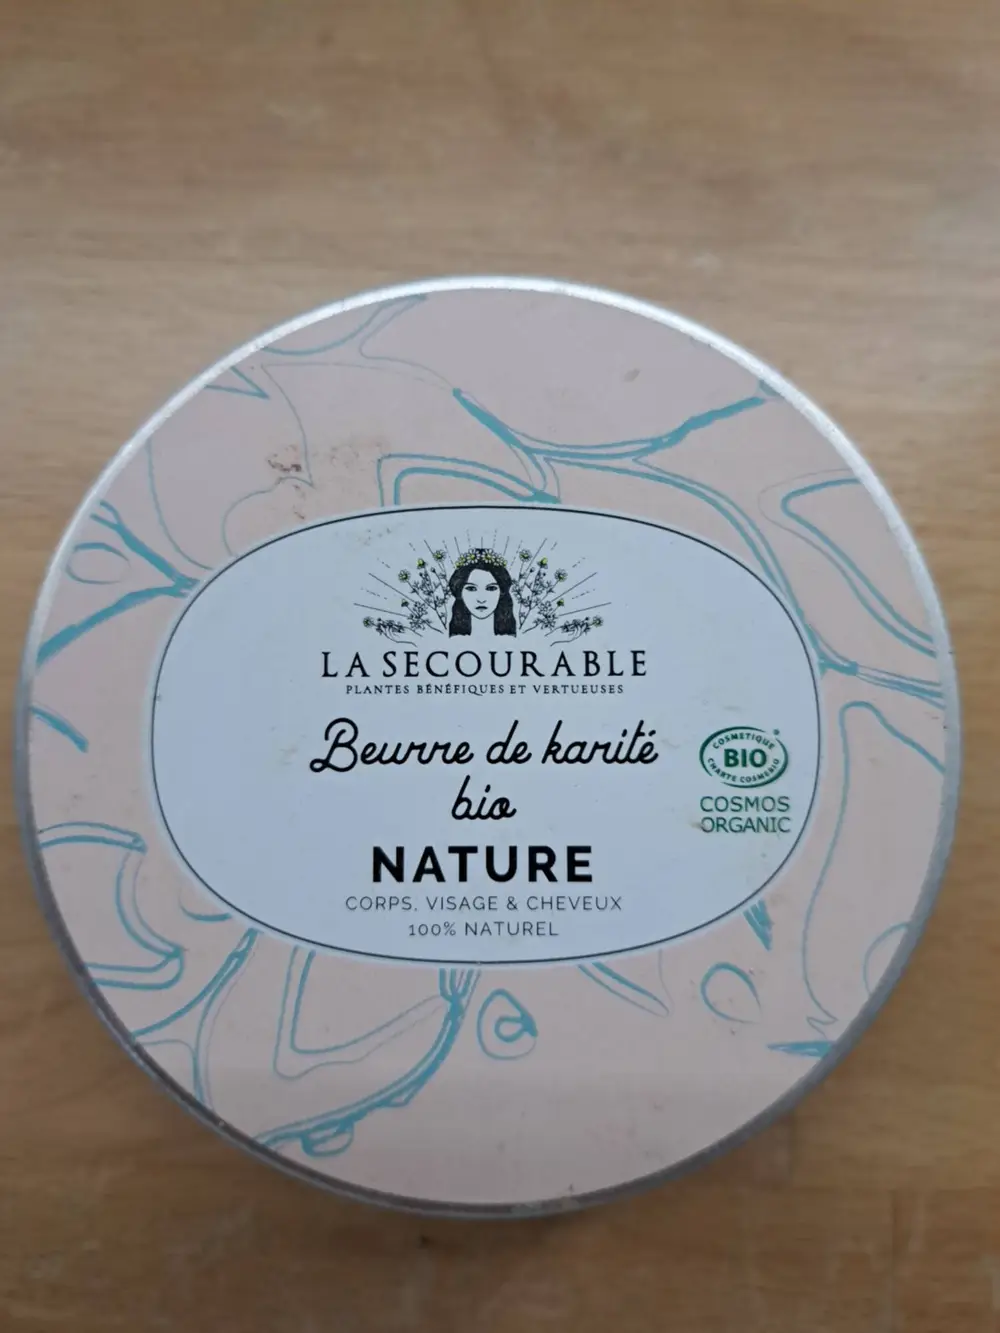 LA SECOURABLE
PLANTES BÉNÉFIQUES ET VERTUEUSES
Beurre de karité
bio
NATURE
CORPS, VISAGE & CHEVEUX
100% NATUREL
COSMETIQUE
BIO
CHARTE COSMEBIO
COSMOS
ORGANIC